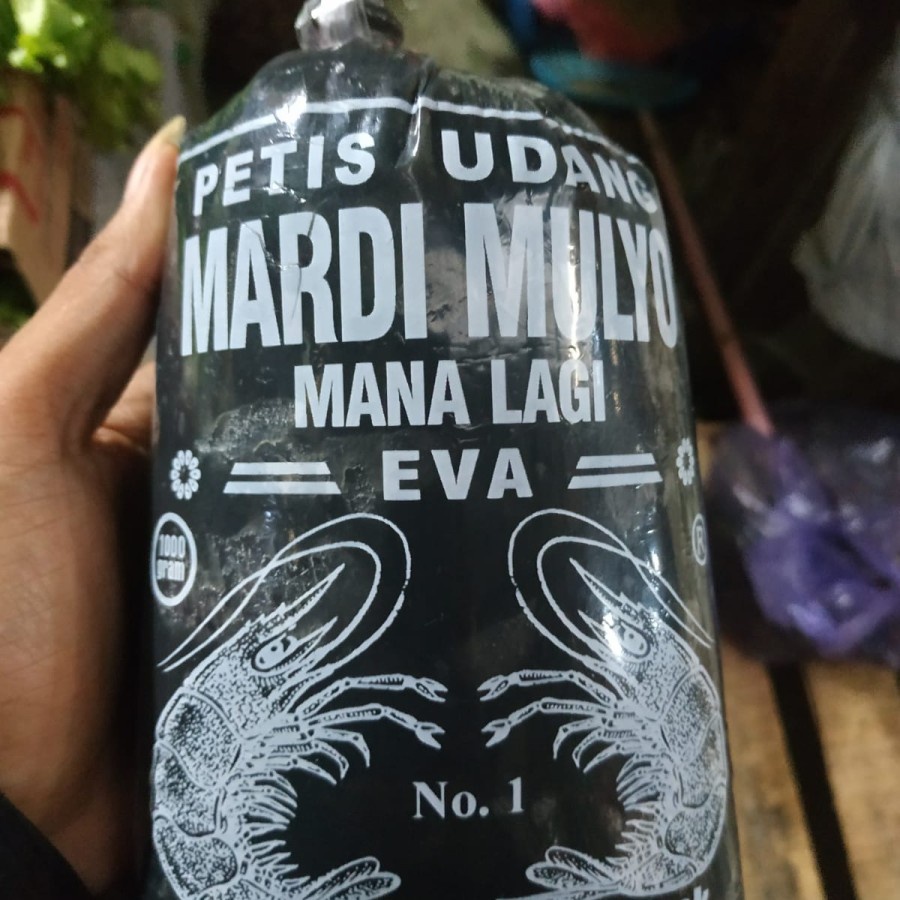 PETIS UDANG
MARDI MULYO
MANA LAGI
EVA
1000
gram
No. 1